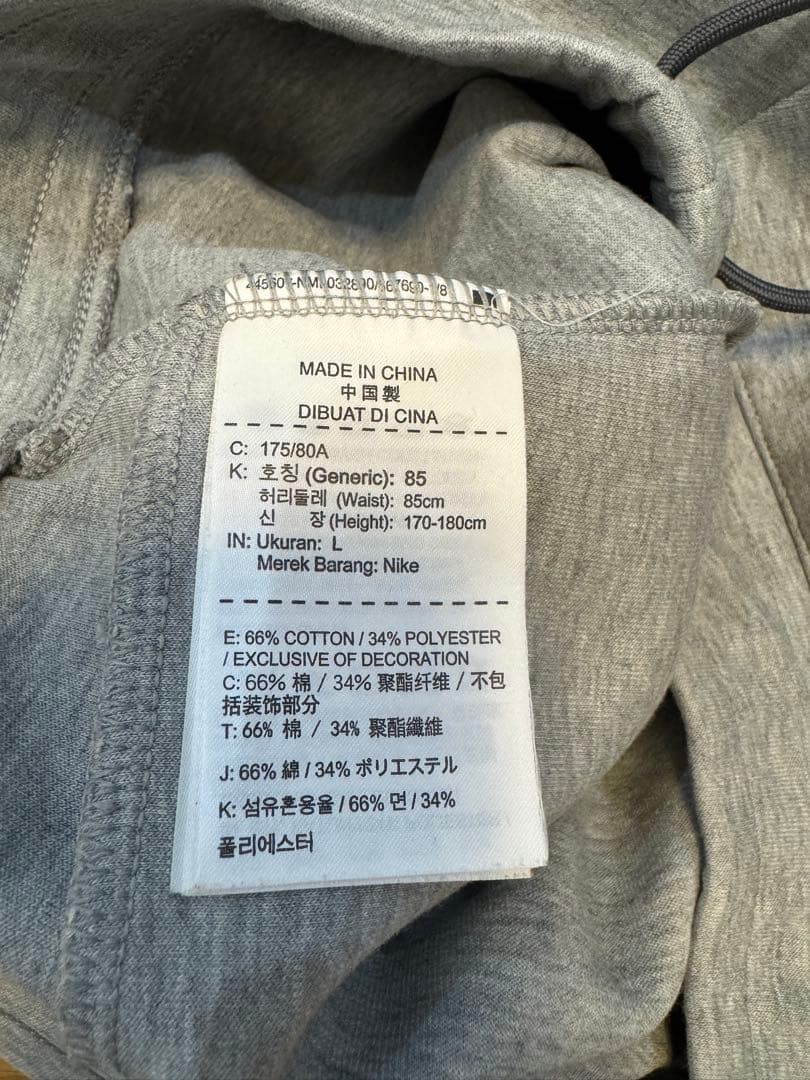 MADE IN CHINA
中国製
DIBUAT DI CINA
C: 175/80A
K: 호칭 (Generic): 85
허리둘레 (Waist): 85cm
신 장 (Height): 170-180cm
IN: Ukuran: L
Merek Barang: Nike
E: 66% COTTON / 34% POLYESTER
/ EXCLUSIVE OF DECORATION
C: 66% 棉 / 34% 聚酯纤维 / 不包
括装饰部分
T: 66% 棉 / 34% 聚酯纖維
J: 66% 綿 / 34% ポリエステル
K: 섬유혼용율 / 66% 면 / 34%
폴리에스터